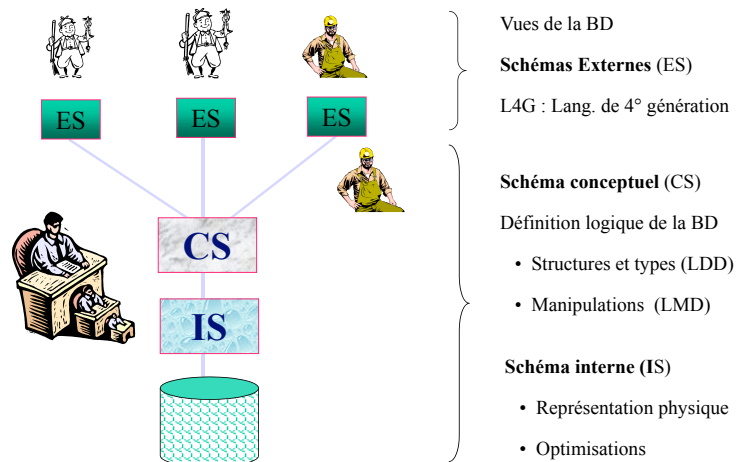 Vues de la BD
Schémas Externes (ES)
L4G : Lang. de 4° génération
ES
ES
ES
Schéma conceptuel (CS)
Définition logique de la BD
• Structures et types (LDD)
• Manipulations (LMD)
CS
IS
Schéma interne (IS)
• Représentation physique
• Optimisations